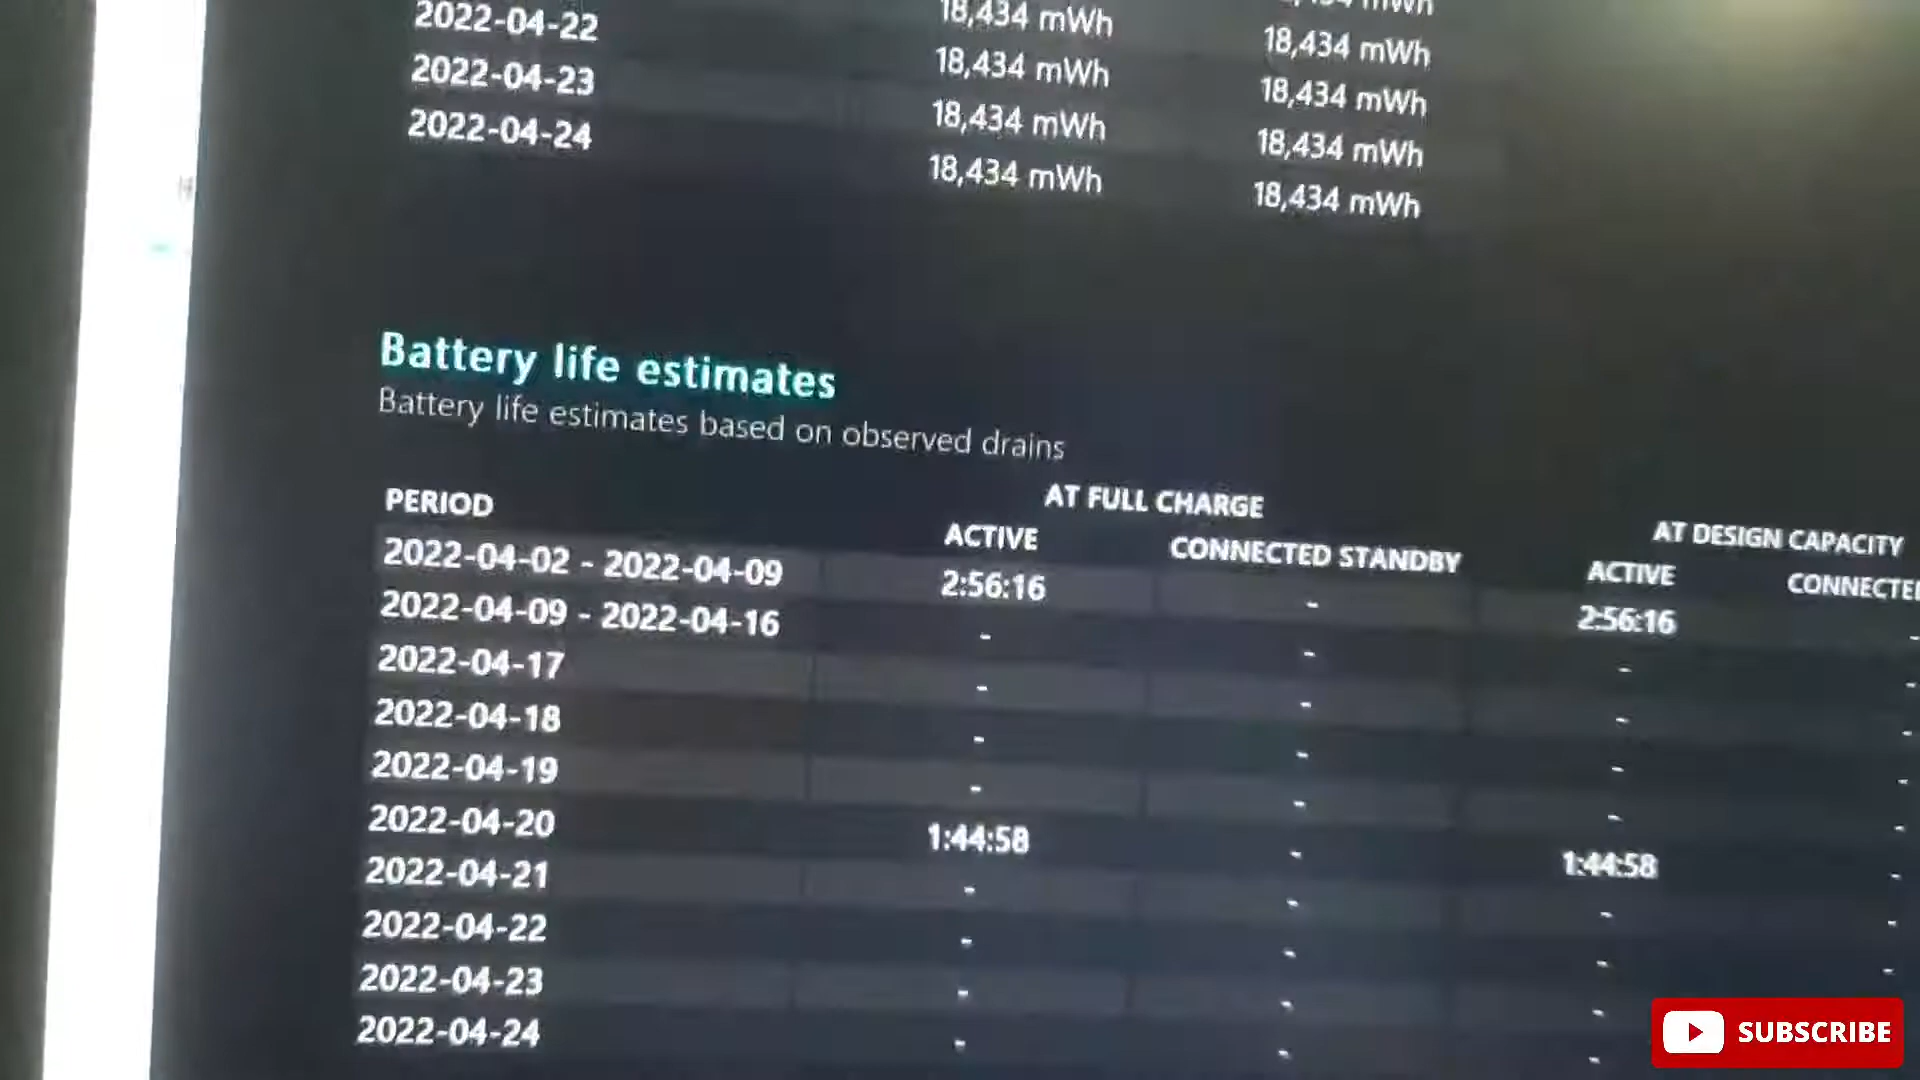 2022-04-22 18,434 mWh 18,434 mWh
2022-04-23 18,434 mWh 18,434 mWh
2022-04-24 18,434 mWh 18,434 mWh
18,434 mWh 18,434 mWh
Battery life estimates
Battery life estimates based on observed drains
AT FULL CHARGE AT DESIGN CAPACITY
PERIOD ACTIVE CONNECTED STANDBY ACTIVE CONNECTED
2022-04-02 - 2022-04-09 2:56:16 - 2:56:16 -
2022-04-09 - 2022-04-16 - - - -
2022-04-17 - - - -
2022-04-18 - - - -
2022-04-19 - - - -
2022-04-20 1:44:58 - 1:44:58 -
2022-04-21 - - - -
2022-04-22 - - - -
2022-04-23 - - -
2022-04-24 - - -
SUBSCRIBE